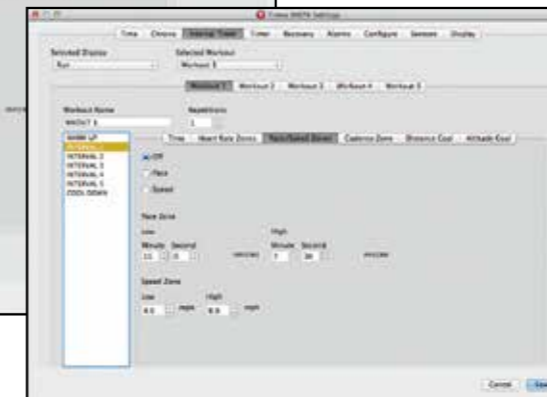 Timex Settings
Time Chrono Interval Timer Timer Recovery Alarms Configure Sensors Display
Selected Display Selected Workout
Run Workout 1
Workout 1 Workout 2 Workout 3 Workout 4 Workout 5
Workout Name Repetitions
WKOUT 1 1
WARM UP Time Heart Rate Zones Pace/Speed Zones Cadence Zone Distance Goal Altitude Goal
INTERVAL 1 Off
INTERVAL 2 Pace
INTERVAL 3 Speed
INTERVAL 4
INTERVAL 5
COOL DOWN
Pace Zone
Low High
Minute Second Minute Second
Speed Zone
Low High
mph mph
Cancel Save